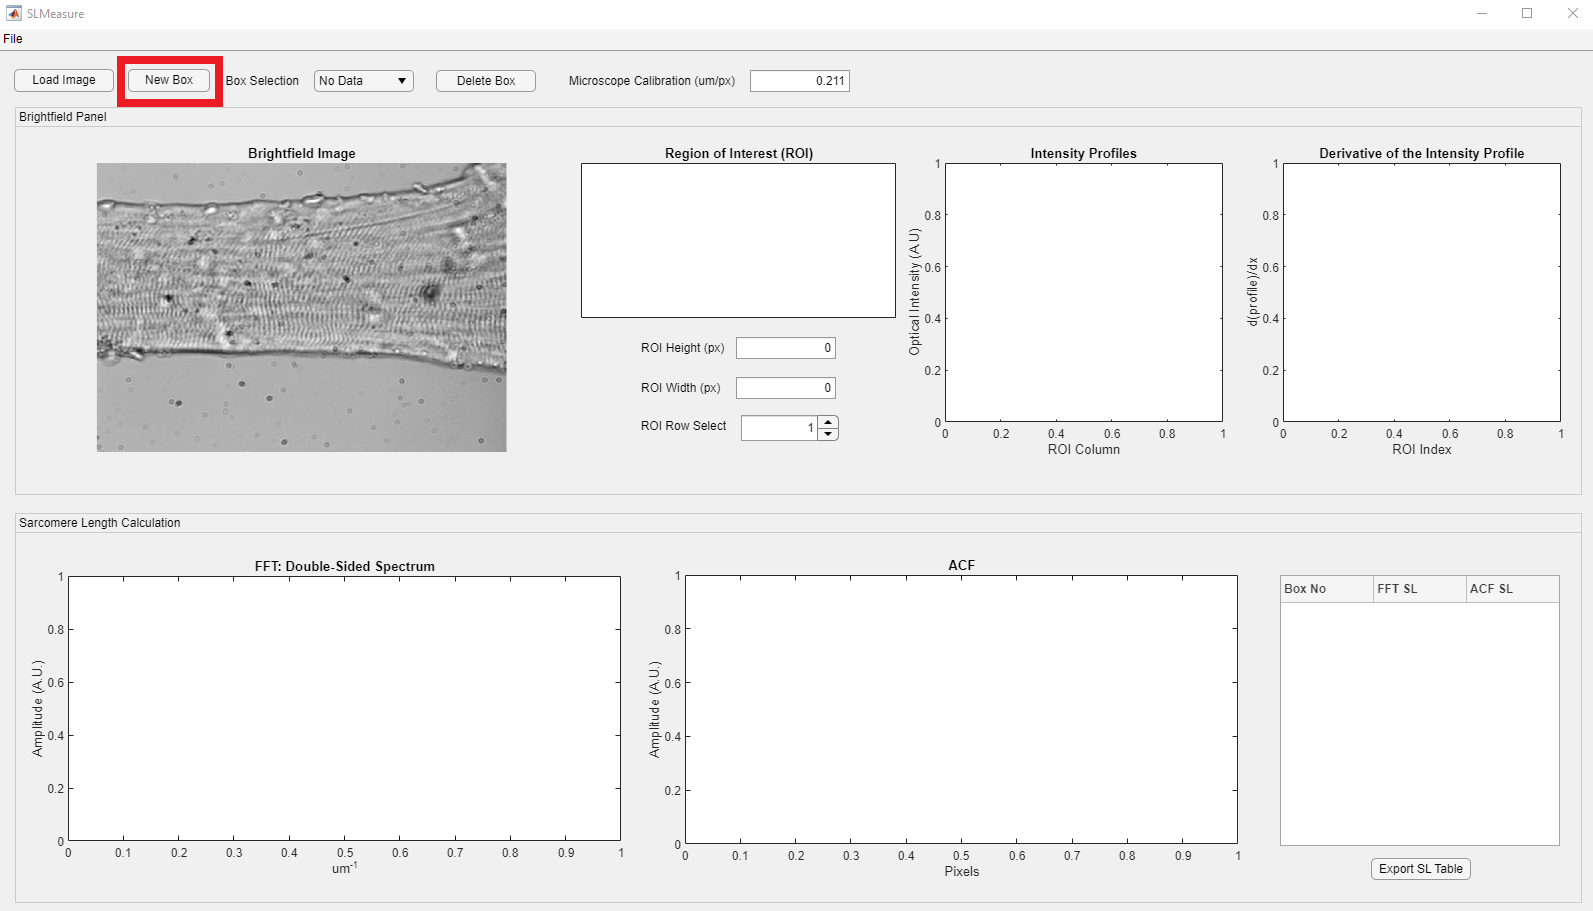 SLMeasure
File
Load Image New Box Box Selection No Data Delete Box Microscope Calibration (um/px) 0.211
Brightfield Panel
Brightfield Image
Region of Interest (ROI)
ROI Height (px) 0
ROI Width (px) 0
ROI Row Select 1
Intensity Profiles
Optical Intensity (A.U)
1
0.8
0.6
0.4
0.2
0
0 0.2 0.4 0.6 0.8 1
ROI Column
Derivative of the Intensity Profile
d(profile)/dx
1
0.8
0.6
0.4
0.2
0
0 0.2 0.4 0.6 0.8 1
ROI Index
Sarcomere Length Calculation
FFT: Double-Sided Spectrum
Amplitude (A.U.)
1
0.8
0.6
0.4
0.2
0
0 0.1 0.2 0.3 0.4 0.5 0.6 0.7 0.8 0.9 1
um⁻¹
ACF
Amplitude (A.U.)
1
0.8
0.6
0.4
0.2
0
0 0.1 0.2 0.3 0.4 0.5 0.6 0.7 0.8 0.9 1
Pixels
Box No FFT SL ACF SL
Export SL Table